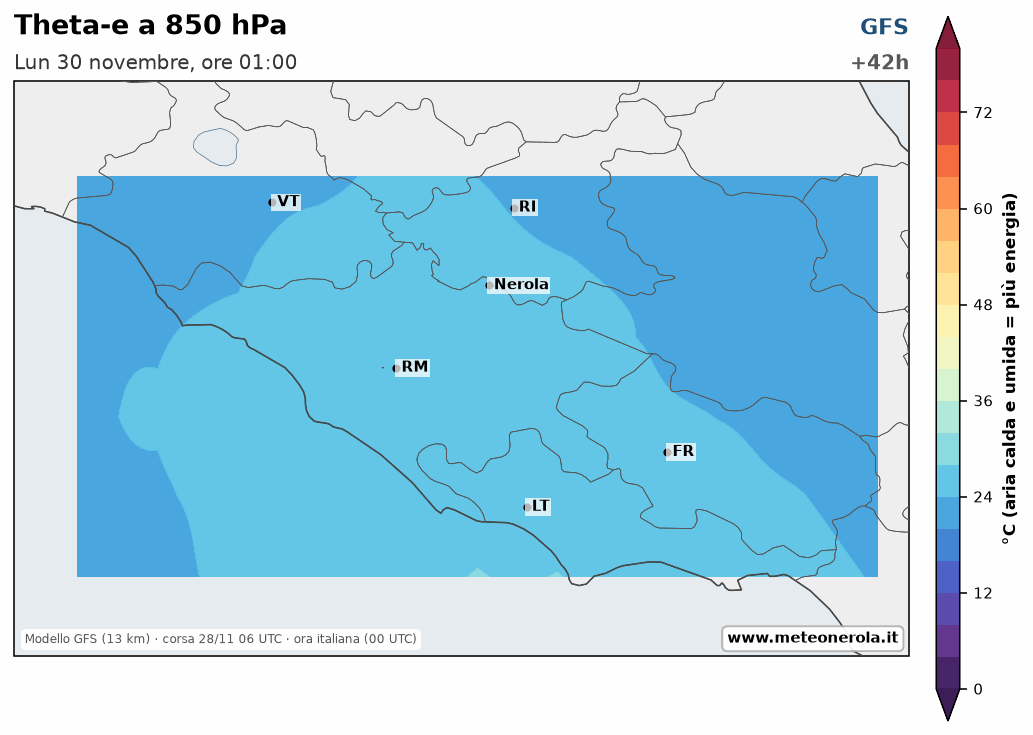 Theta-e a 850 hPa
GFS
Lun 30 novembre, ore 01:00
+42h
VT
RI
Nerola
RM
FR
LT
Modello GFS (13 km) · corsa 28/11 06 UTC · ora italiana (00 UTC)
www.meteonerola.it
72
60
48
36
24
12
0
°C (aria calda e umida = più energia)